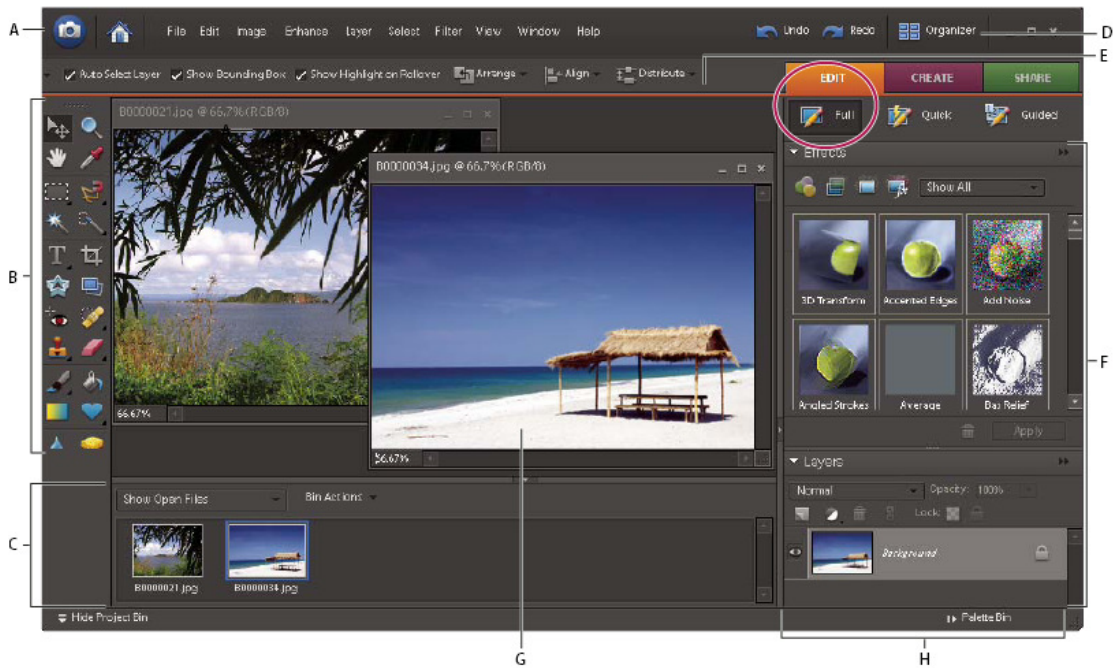 A
File Edit Image Enhance Layer Select Filter View Window Help
Undo Redo
Organizer
D
Auto Select Layer Show Bounding Box Show Highlight on Rollover Arrange Align Distribute
E
EDIT CREATE SHARE
Full Quick Guided
B
B0000021.jpg @ 66.7%(RGB/8)
B0000034.jpg @ 66.7%(RGB/8)
Effects
Show All
3D Transform Accented Edges Add Noise
F
Angled Strokes Average Bas Relief
Apply
66.67%
66.67%
Layers
Normal Opacity: 100%
Lock:
Background
C
Show Open Files Bin Actions
B0000021.jpg B0000034.jpg
Hide Project Bin
Palette Bin
G
H